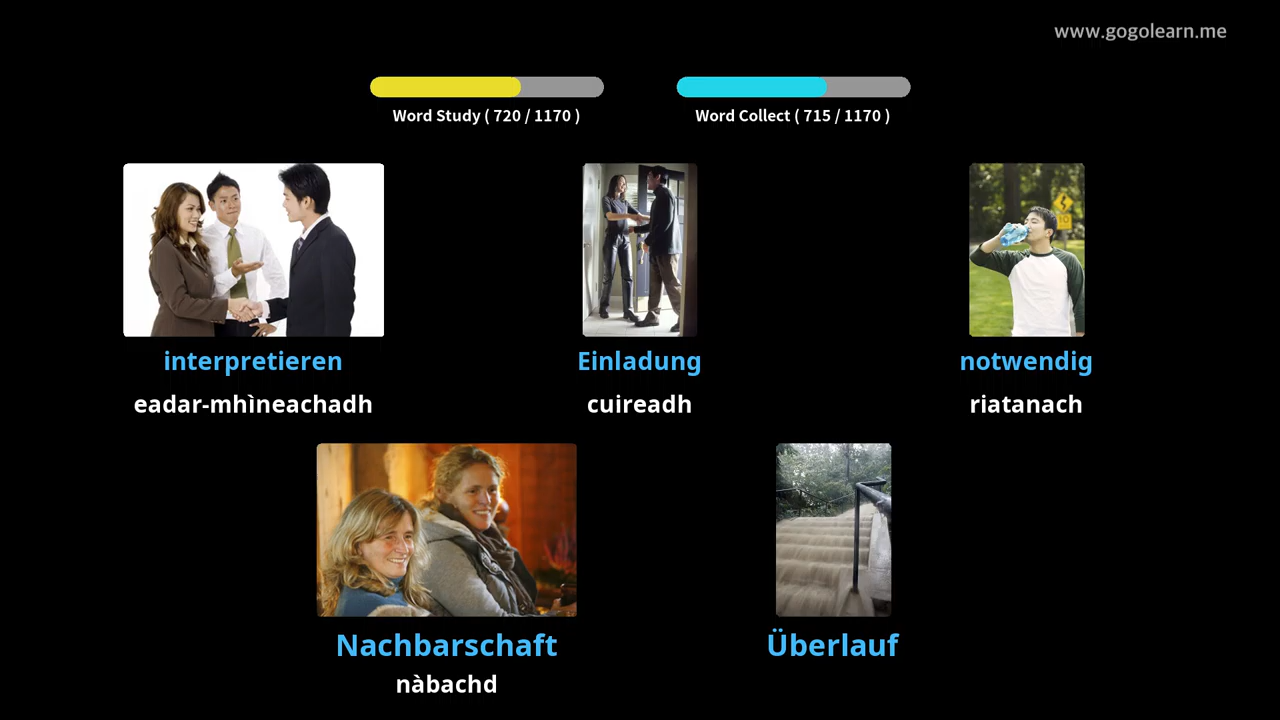 www.gogolearn.me
Word Study ( 720 / 1170 )
Word Collect ( 715 / 1170 )
interpretieren
eadar-mhìneachadh
Einladung
cuireadh
notwendig
riatanach
Nachbarschaft
nàbachd
Überlauf